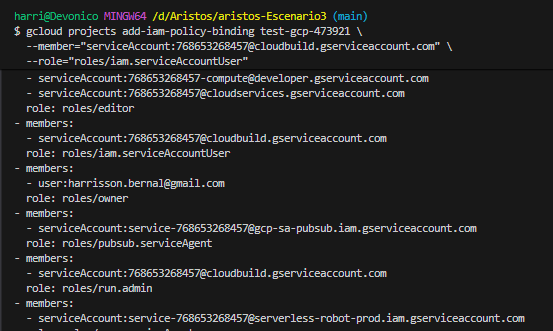 harri@Devonico MINGW64 /d/Aristos/aristos-Escenario3 (main)
$ gcloud projects add-iam-policy-binding test-gcp-473921 \
  --member="serviceAccount:768653268457@cloudbuild.gserviceaccount.com" \
  --role="roles/iam.serviceAccountUser"
  - serviceAccount:768653268457-compute@developer.gserviceaccount.com
  - serviceAccount:768653268457@cloudservices.gserviceaccount.com
  role: roles/editor
- members:
  - serviceAccount:768653268457@cloudbuild.gserviceaccount.com
  role: roles/iam.serviceAccountUser
- members:
  - user:harrisson.bernal@gmail.com
  role: roles/owner
- members:
  - serviceAccount:service-768653268457@gcp-sa-pubsub.iam.gserviceaccount.com
  role: roles/pubsub.serviceAgent
- members:
  - serviceAccount:768653268457@cloudbuild.gserviceaccount.com
  role: roles/run.admin
- members:
  - serviceAccount:service-768653268457@serverless-robot-prod.iam.gserviceaccount.com